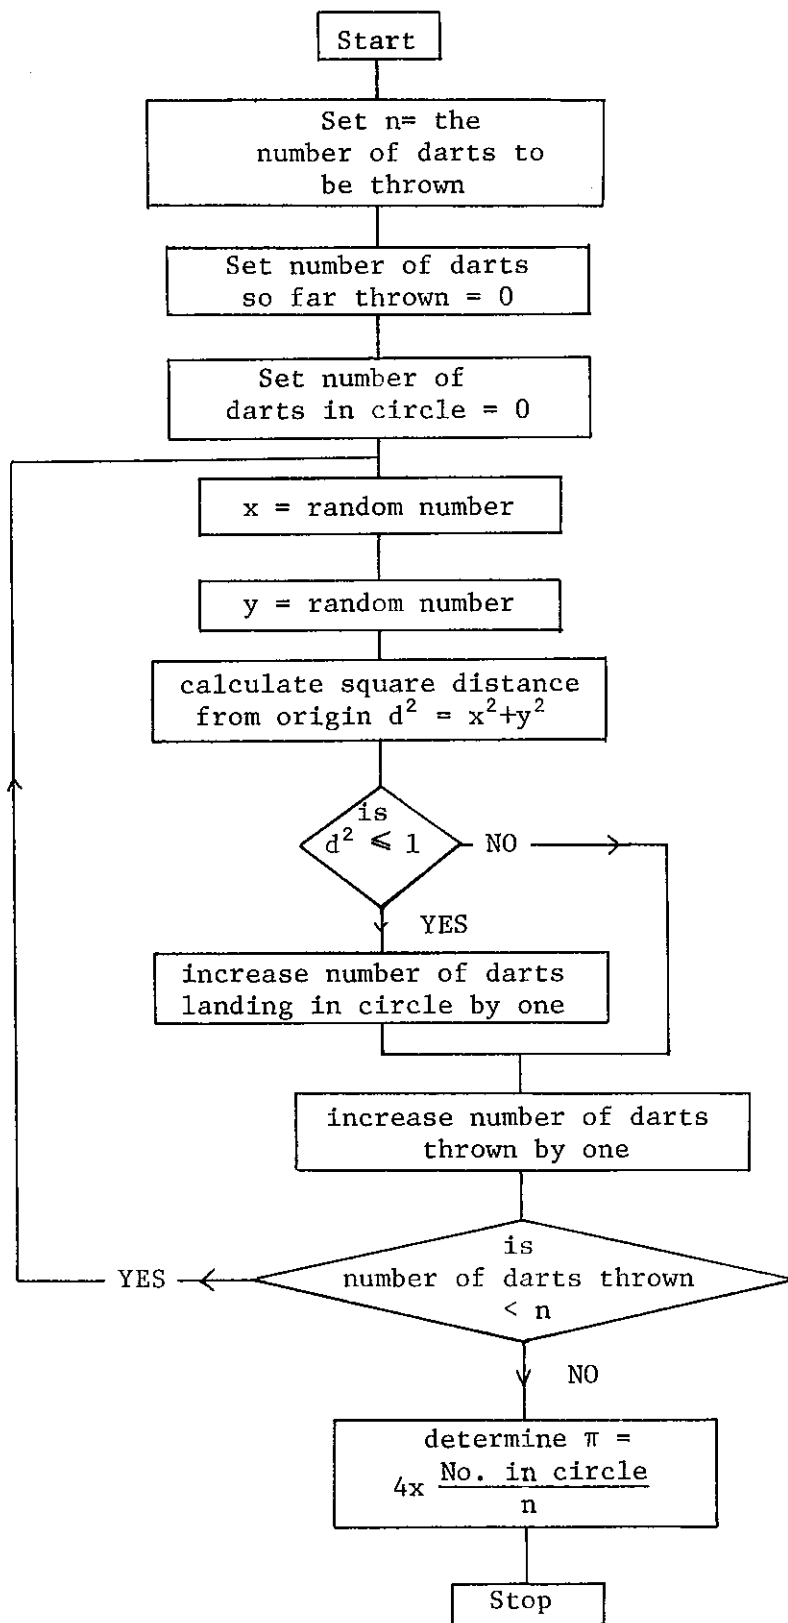 Start
Set n= the
number of darts to
be thrown
Set number of darts
so far thrown = 0
Set number of
darts in circle = 0
x = random number
y = random number
calculate square distance
from origin d² = x²+y²
is
d² ⩽ 1
NO
YES
increase number of darts
landing in circle by one
increase number of darts
thrown by one
is
number of darts thrown
< n
YES
NO
determine π =
4x No. in circle
n
Stop